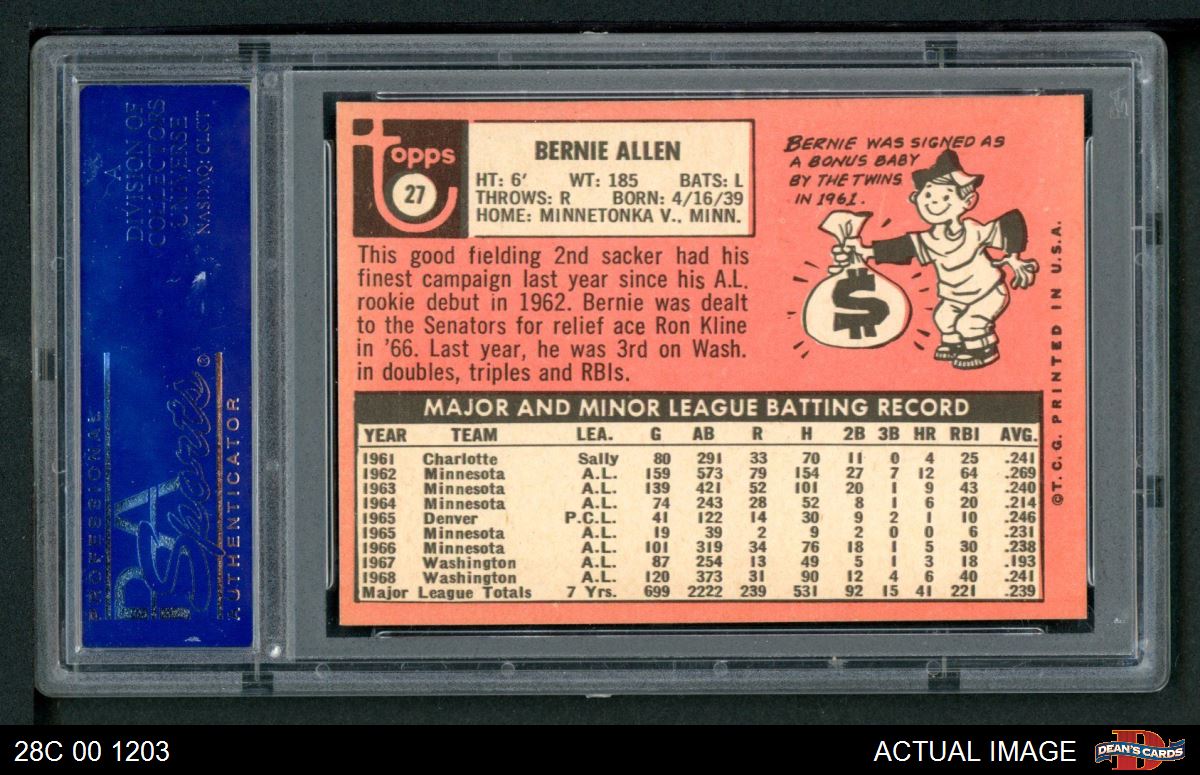 A
DIVISION OF
COLLECTORS
UNIVERSE
NASDAQ: CLCT
PROFESSIONAL
PSA
Sports®
AUTHENTICATOR
topps
27
BERNIE ALLEN
HT: 6' WT: 185 BATS: L
THROWS: R BORN: 4/16/39
HOME: MINNETONKA V., MINN.
BERNIE WAS SIGNED AS
A BONUS BABY
BY THE TWINS
IN 1961.
$
This good fielding 2nd sacker had his
finest campaign last year since his A.L.
rookie debut in 1962. Bernie was dealt
to the Senators for relief ace Ron Kline
in '66. Last year, he was 3rd on Wash.
in doubles, triples and RBIs.
MAJOR AND MINOR LEAGUE BATTING RECORD
YEAR TEAM LEA. G AB R H 2B 3B HR RBI AVG.
1961 Charlotte Sally 80 291 33 70 11 0 4 25 .241
1962 Minnesota A.L. 159 573 79 154 27 7 12 64 .269
1963 Minnesota A.L. 139 421 52 101 20 1 9 43 .240
1964 Minnesota A.L. 74 243 28 52 8 1 6 20 .214
1965 Denver P.C.L. 41 122 14 30 9 2 1 10 .246
1965 Minnesota A.L. 19 39 2 9 2 0 0 6 .231
1966 Minnesota A.L. 101 319 34 76 18 1 5 30 .238
1967 Washington A.L. 87 254 13 49 5 1 3 18 .193
1968 Washington A.L. 120 373 31 90 12 4 6 40 .241
Major League Totals 7 Yrs. 699 2222 239 531 92 15 41 221 .239
©T.C.G. PRINTED IN U.S.A.
28C 00 1203
ACTUAL IMAGE
D
DEAN'S CARDS